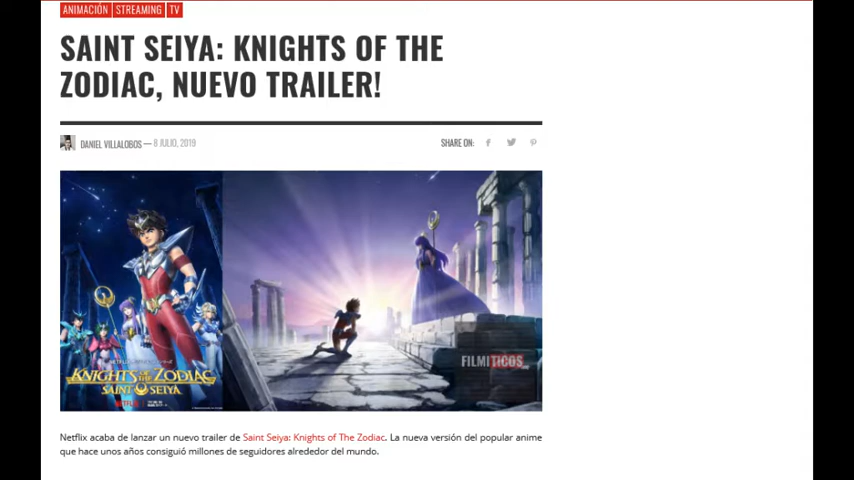 ANIMACIÓN STREAMING TV
SAINT SEIYA: KNIGHTS OF THE
ZODIAC, NUEVO TRAILER!
DANIEL VILLALOBOS — 8 JULIO, 2019
SHARE ON:
KNIGHTS OF THE ZODIAC
SAINT SEIYA
NETFLIX
FILMITICOS
Netflix acaba de lanzar un nuevo trailer de Saint Seiya: Knights of The Zodiac. La nueva versión del popular anime
que hace unos años consiguió millones de seguidores alrededor del mundo.